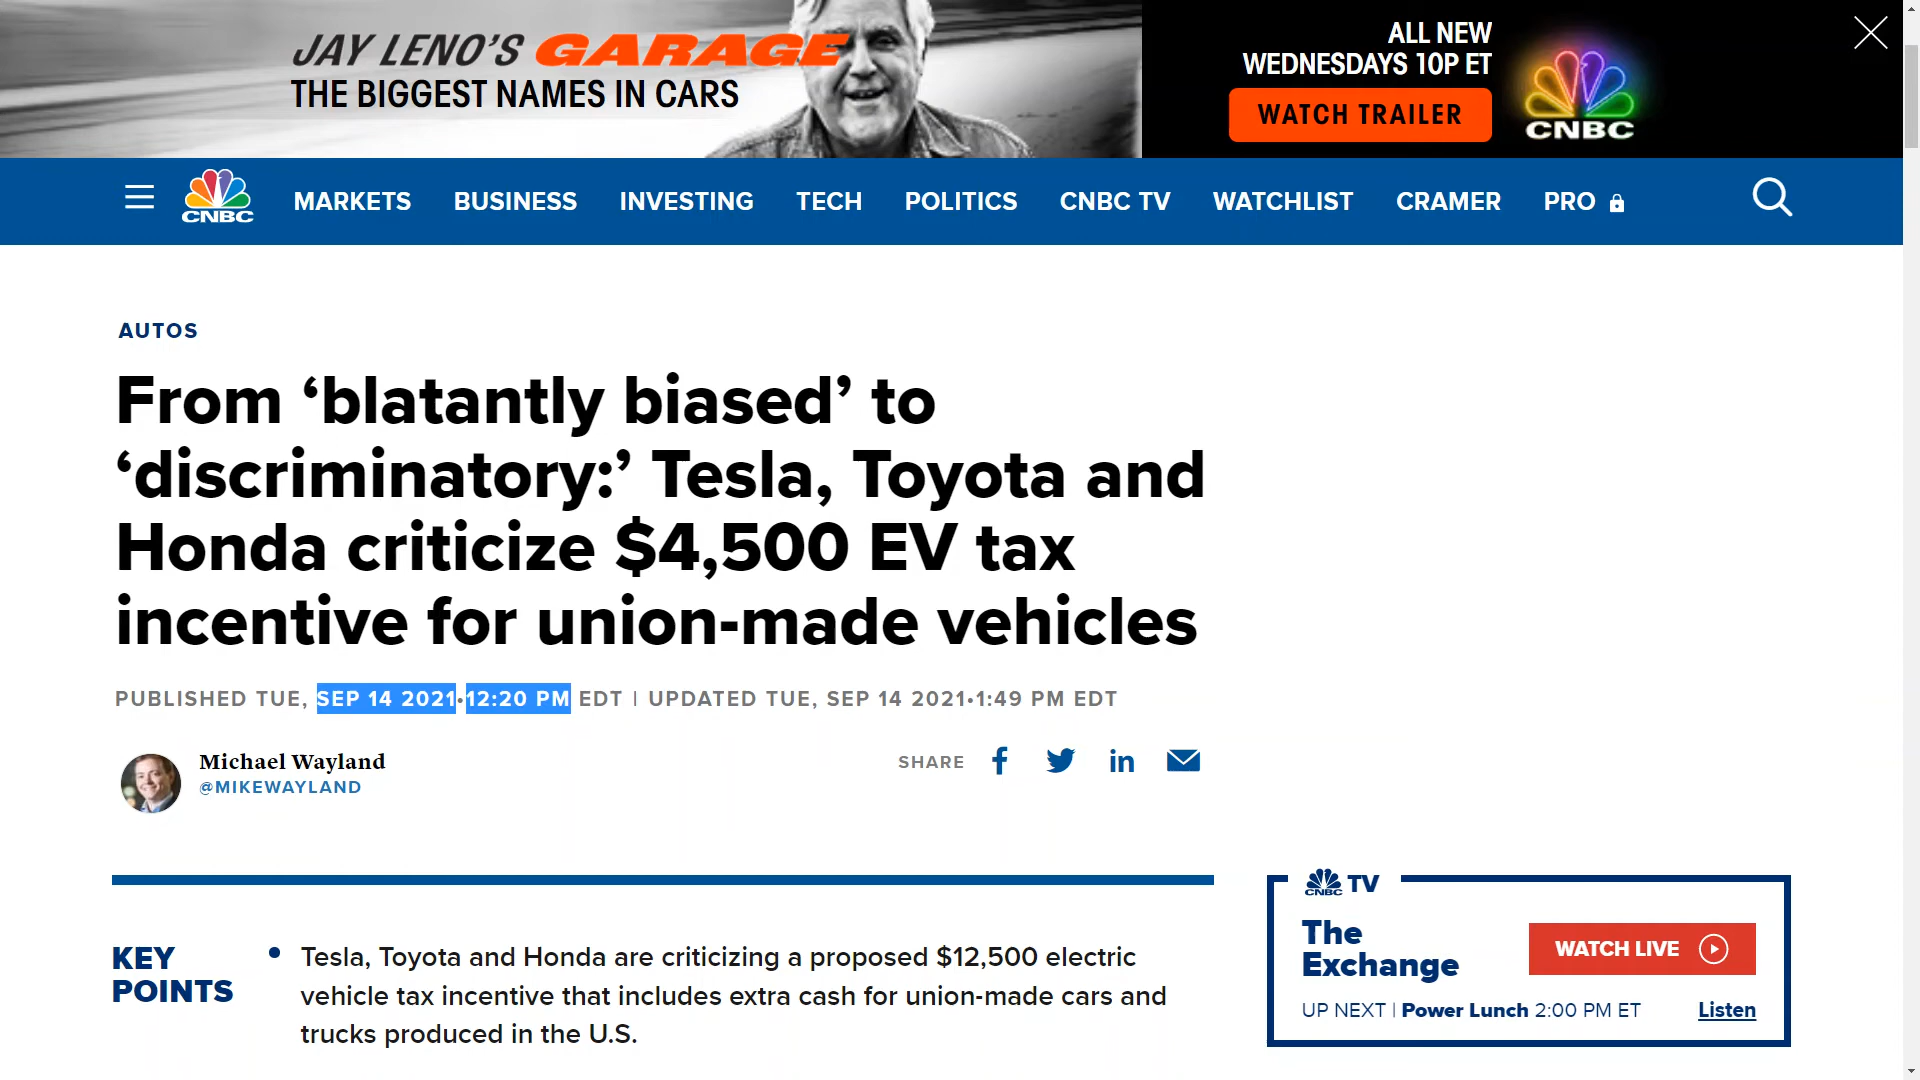 JAY LENO'S GARAGE
THE BIGGEST NAMES IN CARS
ALL NEW
WEDNESDAYS 10P ET
WATCH TRAILER
CNBC
CNBC
MARKETS BUSINESS INVESTING TECH POLITICS CNBC TV WATCHLIST CRAMER PRO
AUTOS
From ‘blatantly biased’ to
‘discriminatory:’ Tesla, Toyota and
Honda criticize $4,500 EV tax
incentive for union-made vehicles
PUBLISHED TUE, SEP 14 2021•12:20 PM EDT | UPDATED TUE, SEP 14 2021•1:49 PM EDT
Michael Wayland
@MIKEWAYLAND
SHARE
KEY
POINTS
• Tesla, Toyota and Honda are criticizing a proposed $12,500 electric
vehicle tax incentive that includes extra cash for union-made cars and
trucks produced in the U.S.
CNBC TV
The
Exchange
WATCH LIVE
UP NEXT | Power Lunch 2:00 PM ET
Listen